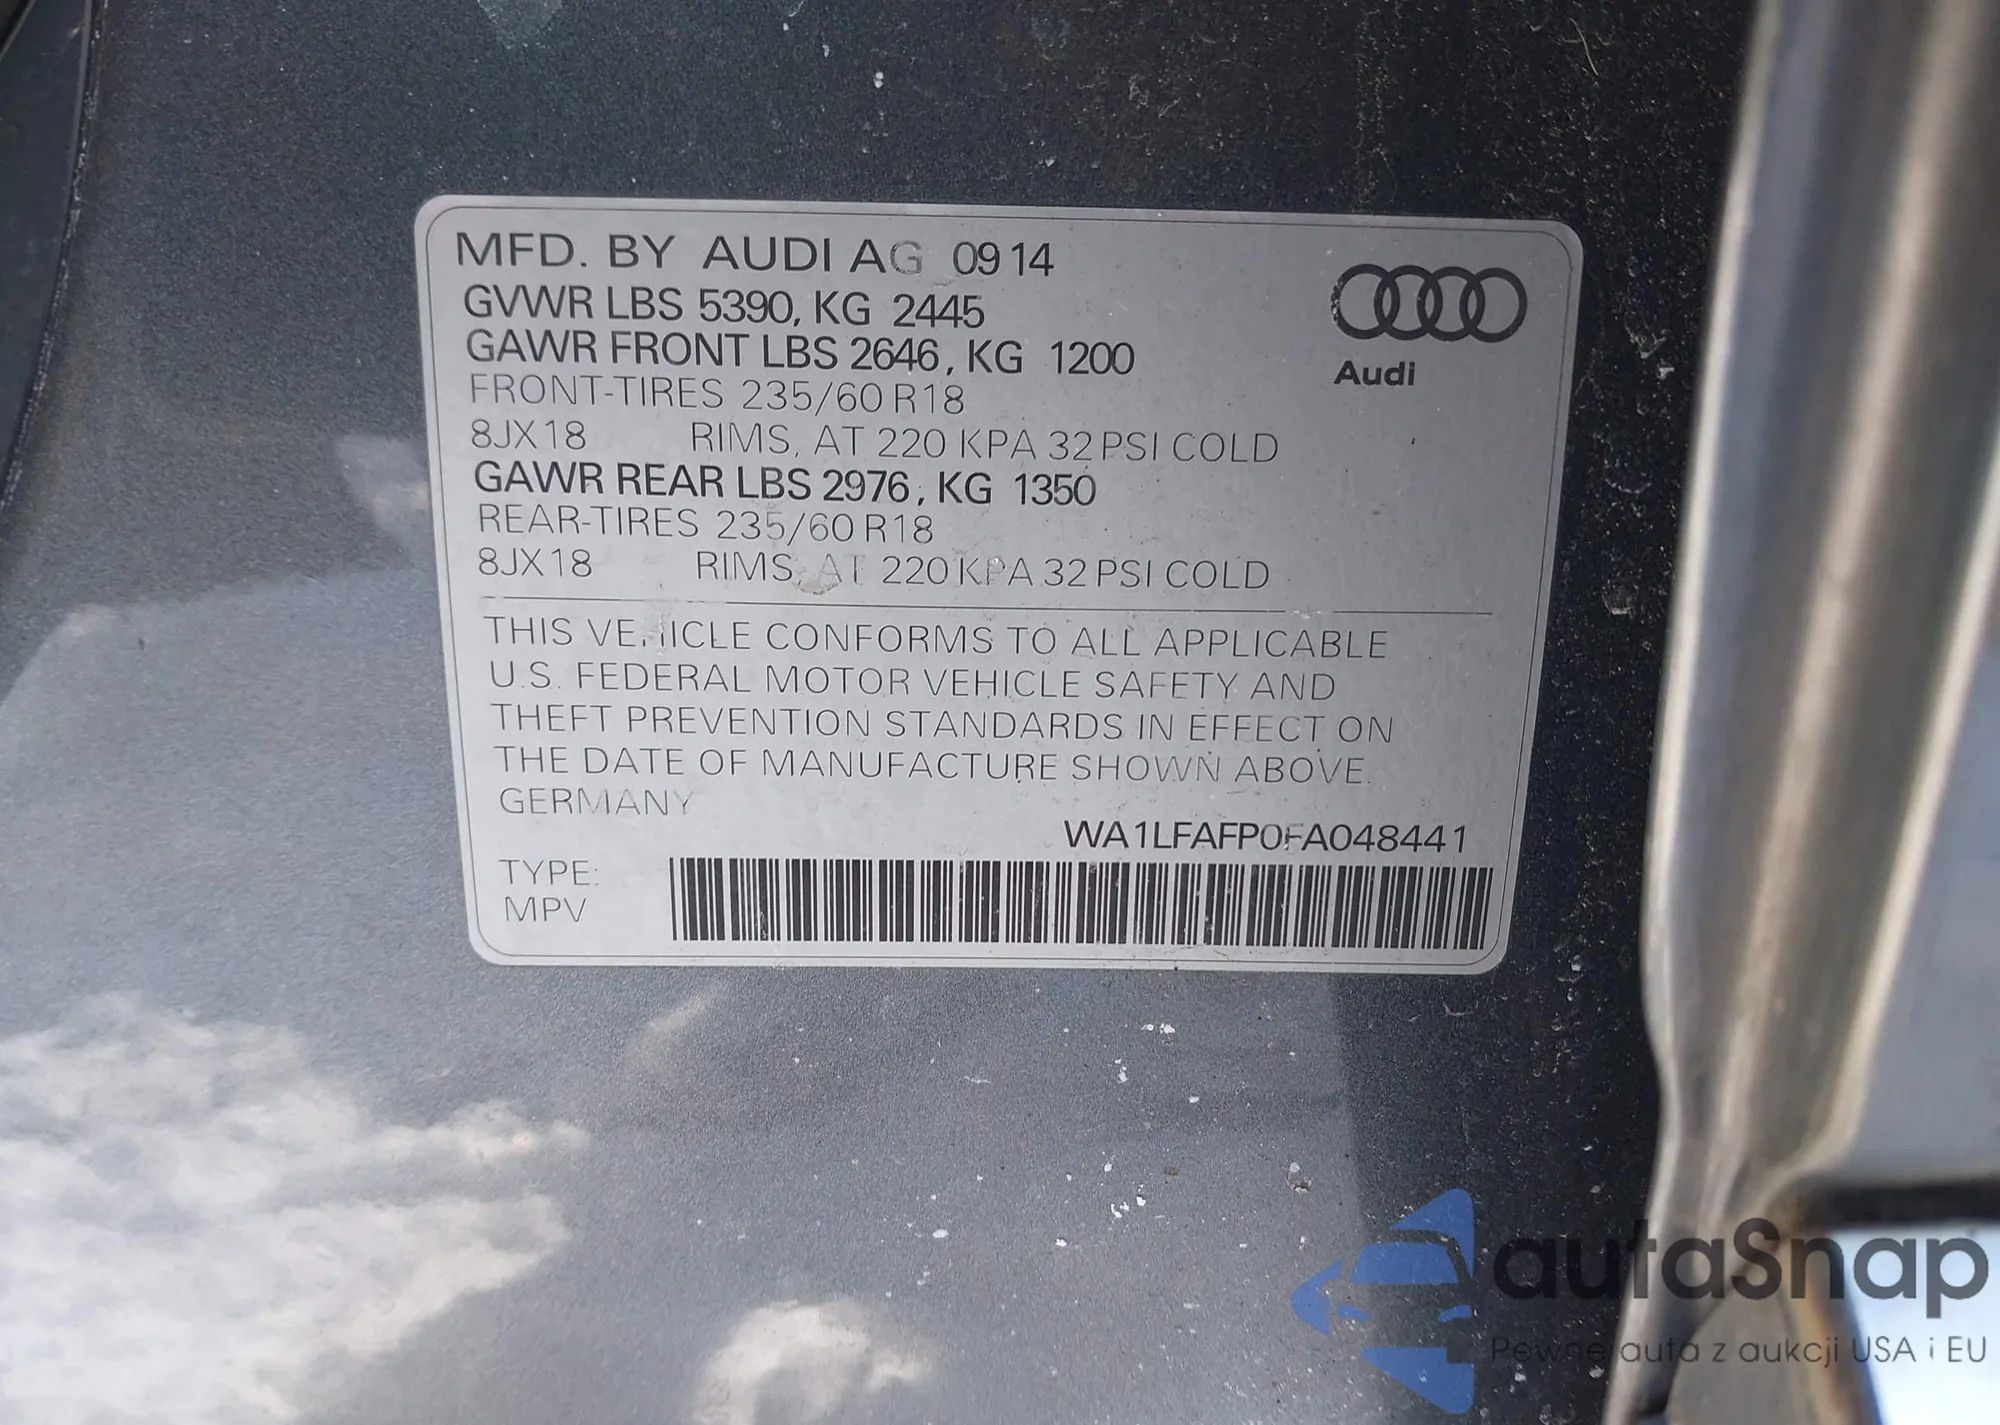 MFD. BY AUDI AG 09 14
GVWR LBS 5390, KG 2445
GAWR FRONT LBS 2646, KG 1200
FRONT-TIRES 235/60 R18
8JX18 RIMS, AT 220 KPA 32 PSI COLD
GAWR REAR LBS 2976, KG 1350
REAR-TIRES 235/60 R18
8JX18 RIMS, AT 220 KPA 32 PSI COLD
Audi
THIS VEHICLE CONFORMS TO ALL APPLICABLE
U.S. FEDERAL MOTOR VEHICLE SAFETY AND
THEFT PREVENTION STANDARDS IN EFFECT ON
THE DATE OF MANUFACTURE SHOWN ABOVE.
GERMANY
WA1LFAFP0FA048441
TYPE:
MPV
autaSnap
Pewne auta z aukcji USA i EU